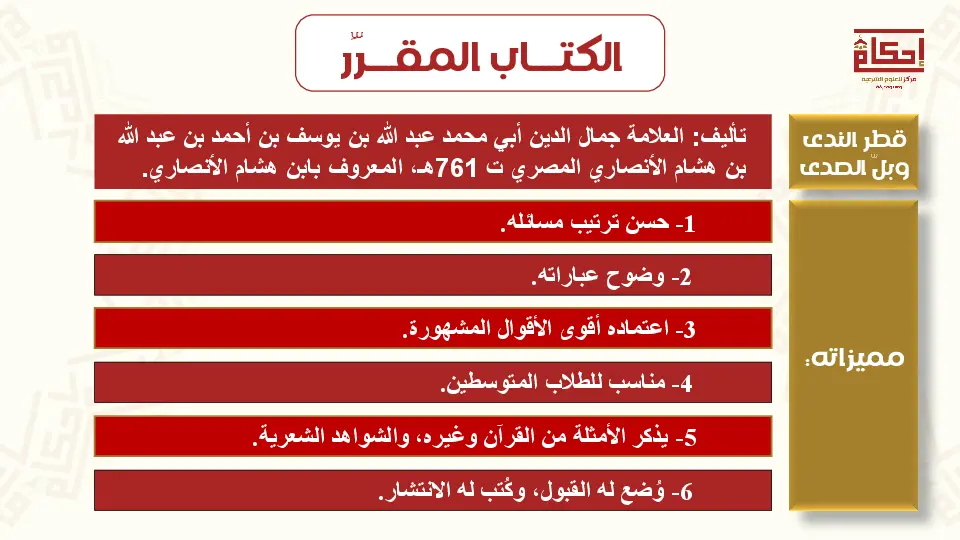 الكتـــاب المقـــرّر
إحكام
مركز للعلوم الشرعية
قطر الندى
وبلّ الصدى
تأليف: العلامة جمال الدين أبي محمد عبد الله بن يوسف بن أحمد بن عبد الله
بن هشام الأنصاري المصري ت 761هـ، المعروف بابن هشام الأنصاري.
مميزاته:
1- حسن ترتيب مسائله.
2- وضوح عباراته.
3- اعتماده أقوى الأقوال المشهورة.
4- مناسب للطلاب المتوسطين.
5- يذكر الأمثلة من القرآن وغيره، والشواهد الشعرية.
6- وُضع له القبول، وكُتب له الانتشار.